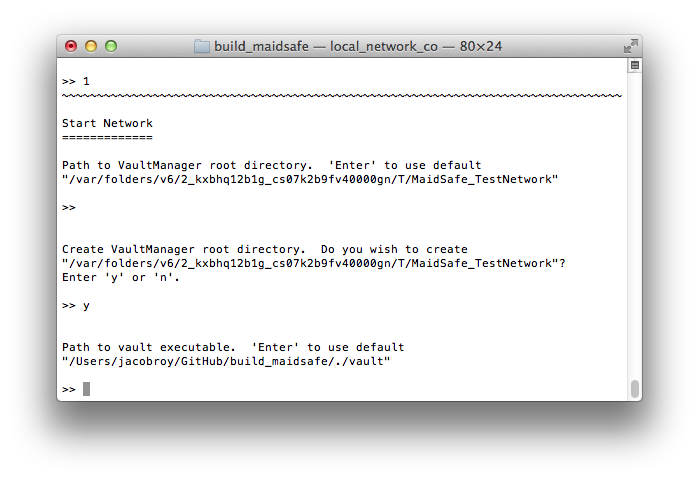 build_maidsafe — local_network_co — 80×24
>> 1
~~~~~~~~~~~~~~~~~~~~~~~~~~~~~~~~~~~~~~~~~~~~~~~~~~~~~~~~~~~~~~~~~~~~~~~~~~~~~~~~
Start Network
=============
Path to VaultManager root directory.  'Enter' to use default
"/var/folders/v6/2_kxbhq12b1g_cs07k2b9fv40000gn/T/MaidSafe_TestNetwork"
>>
Create VaultManager root directory.  Do you wish to create
"/var/folders/v6/2_kxbhq12b1g_cs07k2b9fv40000gn/T/MaidSafe_TestNetwork"?
Enter 'y' or 'n'.
>> y
Path to vault executable.  'Enter' to use default
"/Users/jacobroy/GitHub/build_maidsafe/./vault"
>>